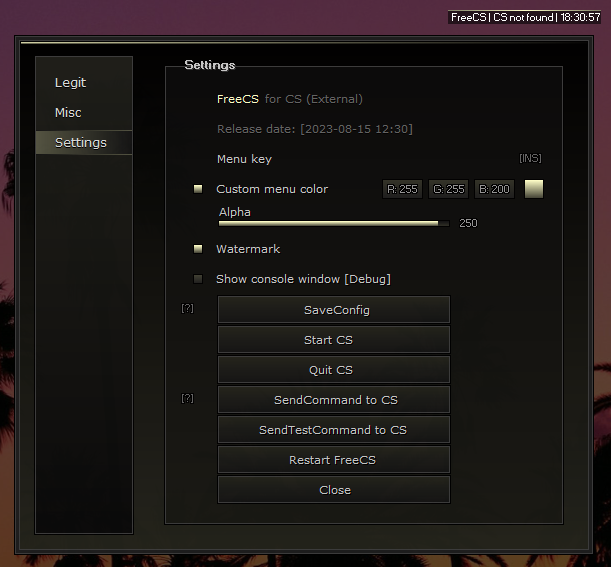 FreeCS | CS not found | 18:30:57
Legit
Misc
Settings
Settings
FreeCS for CS (External)
Release date: [2023-08-15 12:30]
Menu key [INS]
Custom menu color R: 255 G: 255 B: 200
Alpha
250
Watermark
Show console window [Debug]
[?] SaveConfig
Start CS
Quit CS
[?] SendCommand to CS
SendTestCommand to CS
Restart FreeCS
Close